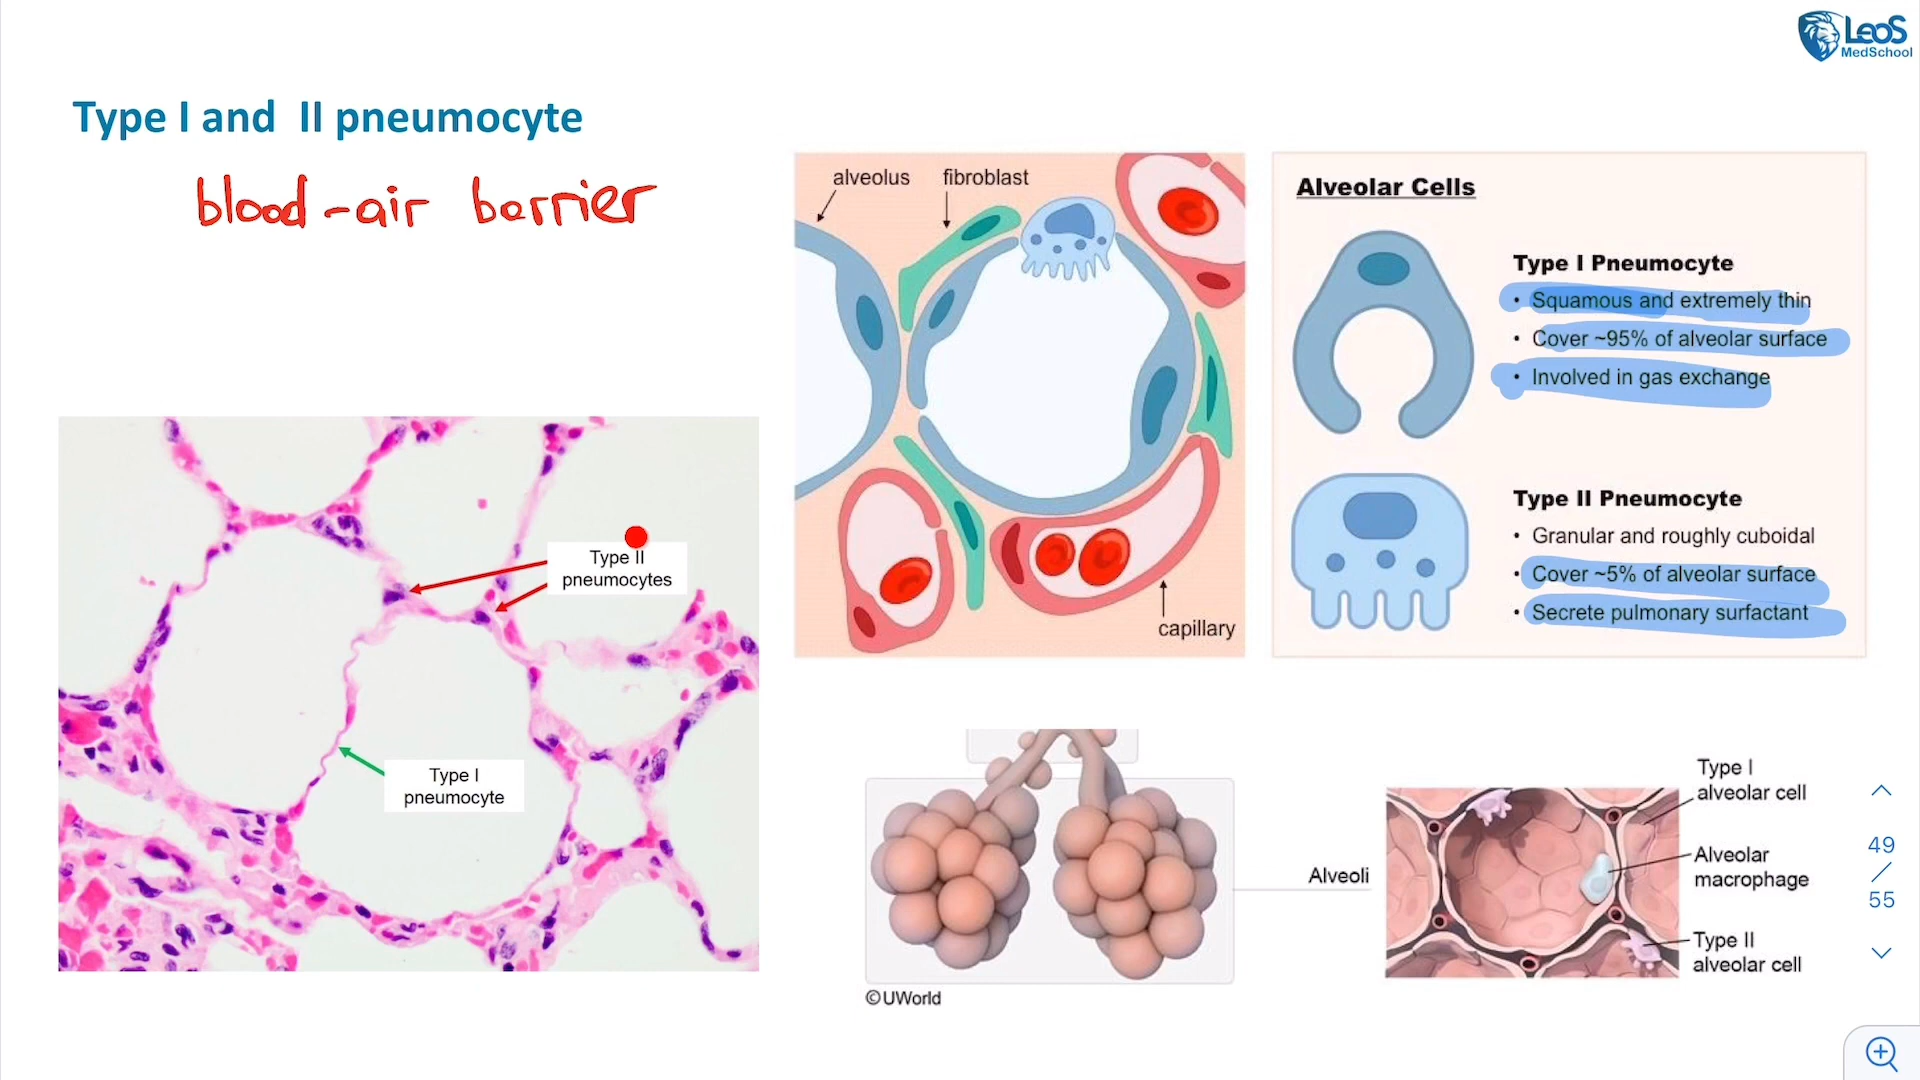 LeoS
MedSchool
Type I and II pneumocyte
blood-air barrier
alveolus
fibroblast
capillary
Alveolar Cells
Type I Pneumocyte
• Squamous and extremely thin
• Cover ~95% of alveolar surface
• Involved in gas exchange
Type II Pneumocyte
• Granular and roughly cuboidal
• Cover ~5% of alveolar surface
• Secrete pulmonary surfactant
Type II
pneumocytes
Type I
pneumocyte
Alveoli
©UWorld
Type I
alveolar cell
Alveolar
macrophage
Type II
alveolar cell
49
/
55